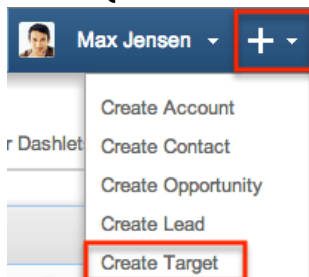 Max Jensen
Create Account
r Dashlet
Create Contact
Create Opportunity
Create Lead
Create Target